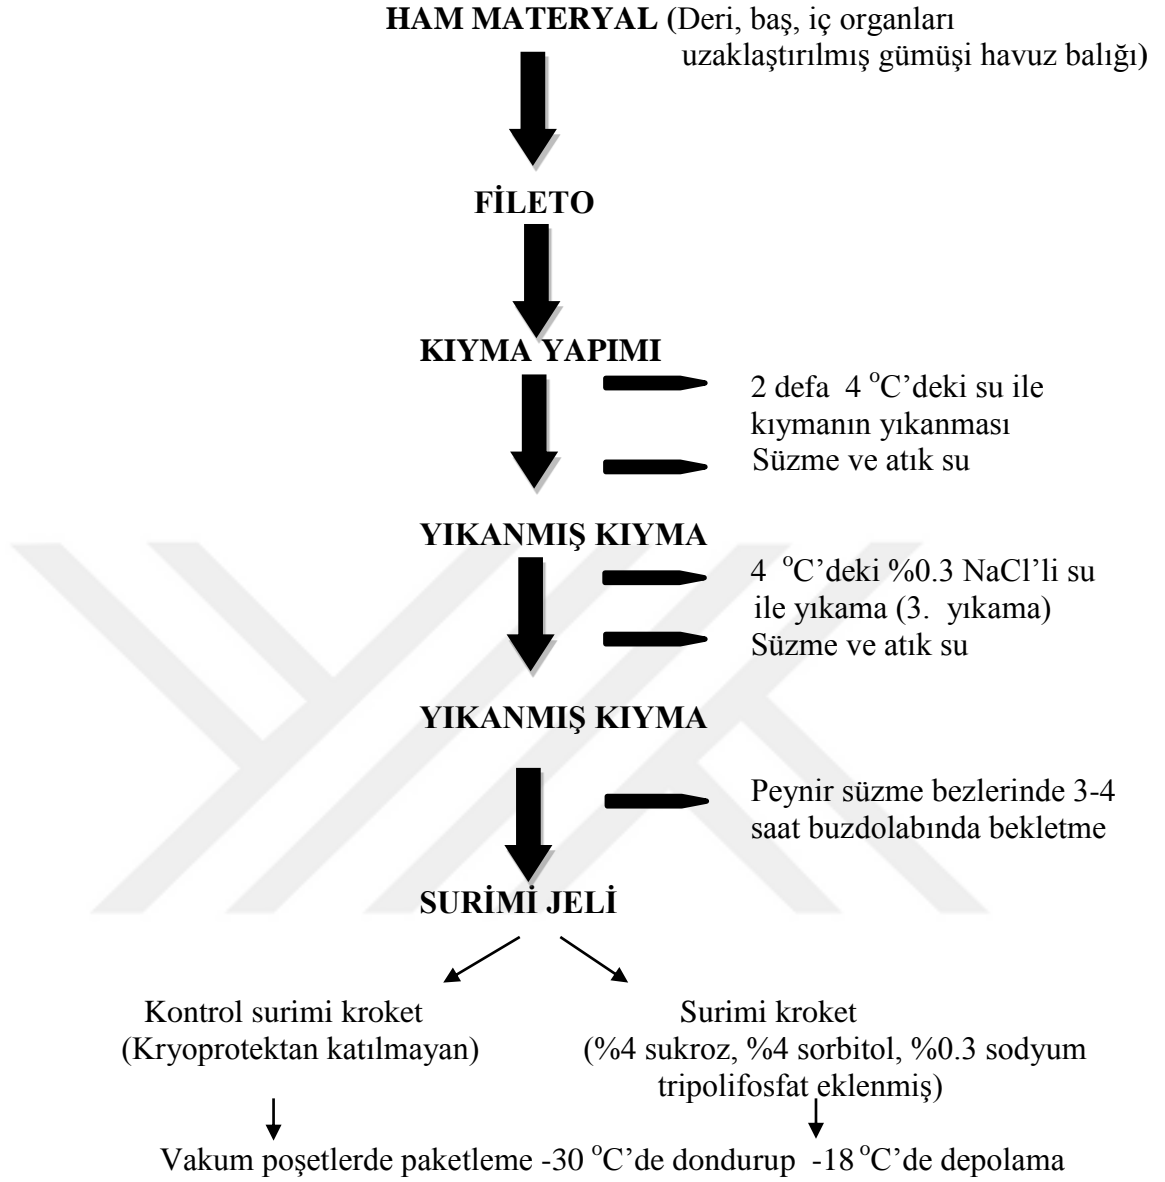 HAM MATERYAL (Deri, baş, iç organları
uzaklaştırılmış gümüşi havuz balığı)
FİLETO
KIYMA YAPIMI
2 defa 4 °C’deki su ile
kıymanın yıkanması
Süzme ve atık su
YIKANMIŞ KIYMA
4 °C’deki %0.3 NaCl’li su
ile yıkama (3. yıkama)
Süzme ve atık su
YIKANMIŞ KIYMA
Peynir süzme bezlerinde 3-4
saat buzdolabında bekletme
SURİMİ JELİ
Kontrol surimi kroket
(Kryoprotektan katılmayan)
Surimi kroket
(%4 sukroz, %4 sorbitol, %0.3 sodyum
tripolifosfat eklenmiş)
Vakum poşetlerde paketleme -30 °C’de dondurup -18 °C’de depolama